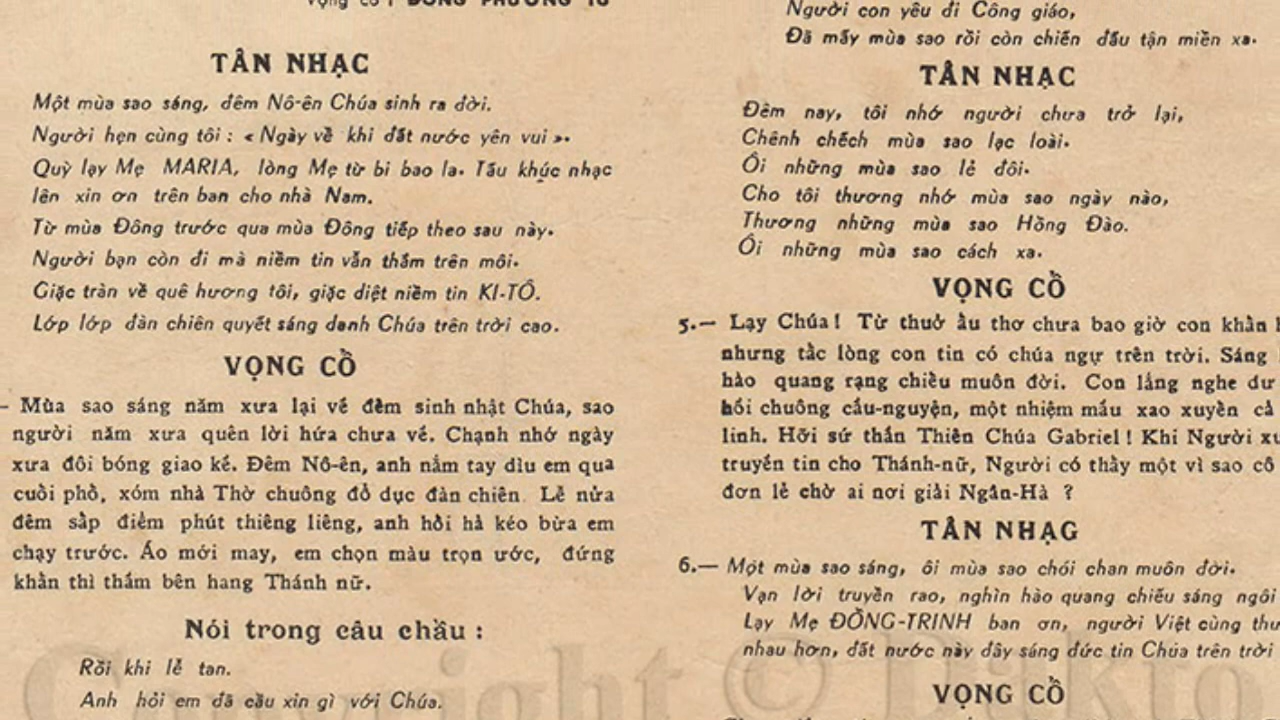 Vọng cổ : ĐÔNG PHƯƠNG TỬ
TÂN NHẠC
Một mùa sao sáng, đêm Nô-ên Chúa sinh ra đời.
Người hẹn cùng tôi : « Ngày về khi đất nước yên vui ».
Quỳ lạy Mẹ MARIA, lòng Mẹ từ bi bao la. Tấu khúc nhạc
lên xin ơn trên ban cho nhà Nam.
Từ mùa Đông trước qua mùa Đông tiếp theo sau này.
Người bạn còn đi mà niềm tin vẫn thắm trên môi.
Giặc tràn về quê hương tôi, giặc diệt niềm tin KI-TÔ.
Lớp lớp đàn chiên quyết sáng danh Chúa trên trời cao.
VỌNG CỔ
– Mùa sao sáng năm xưa lại về đêm sinh nhật Chúa, sao
người năm xưa quên lời hứa chưa về. Chạnh nhớ ngày
xưa đôi bóng giao kề. Đêm Nô-ên, anh nắm tay dìu em qua
cuối phố, xóm nhà Thờ chuông đổ dục đàn chiên. Lễ nửa
đêm sắp điểm phút thiêng liêng, anh hối hả kéo bừa em
chạy trước. Áo mới may, em chọn màu trọn ước, đứng
khấn thì thầm bên hang Thánh nữ.
Nói trong câu chầu :
Rồi khi lễ tan.
Anh hỏi em đã cầu xin gì với Chúa.
Người con yêu đi Công giáo,
Đã mấy mùa sao rồi còn chiến đấu tận miền xa.
TÂN NHẠC
Đêm nay, tôi nhớ người chưa trở lại,
Chênh chếch mùa sao lạc loài.
Ôi những mùa sao lẻ đôi.
Cho tôi thương nhớ mùa sao ngày nào,
Thương những mùa sao Hồng Đào.
Ôi những mùa sao cách xa.
VỌNG CỔ
5.— Lạy Chúa ! Từ thuở ấu thơ chưa bao giờ con khấn
nhưng tấc lòng con tin có chúa ngự trên trời. Sáng
hào quang rạng chiếu muôn đời. Con lắng nghe dư
hồi chuông cầu-nguyện, một nhiệm mầu xao xuyến cả
linh. Hỡi sứ thần Thiên Chúa Gabriel ! Khi Người
truyền tin cho Thánh-nữ, Người có thấy một vì sao cô
đơn lẻ chờ ai nơi giải Ngân-Hà ?
TÂN NHẠG
6.— Một mùa sao sáng, ôi mùa sao chói chan muôn đời.
Vạn lời truyền rao, nghìn hào quang chiếu sáng ngôi
Lạy Mẹ ĐỒNG-TRINH ban ơn, người Việt cùng
nhau hơn, đất nước này đầy sáng đức tin Chúa trên trời
VỌNG CỔ